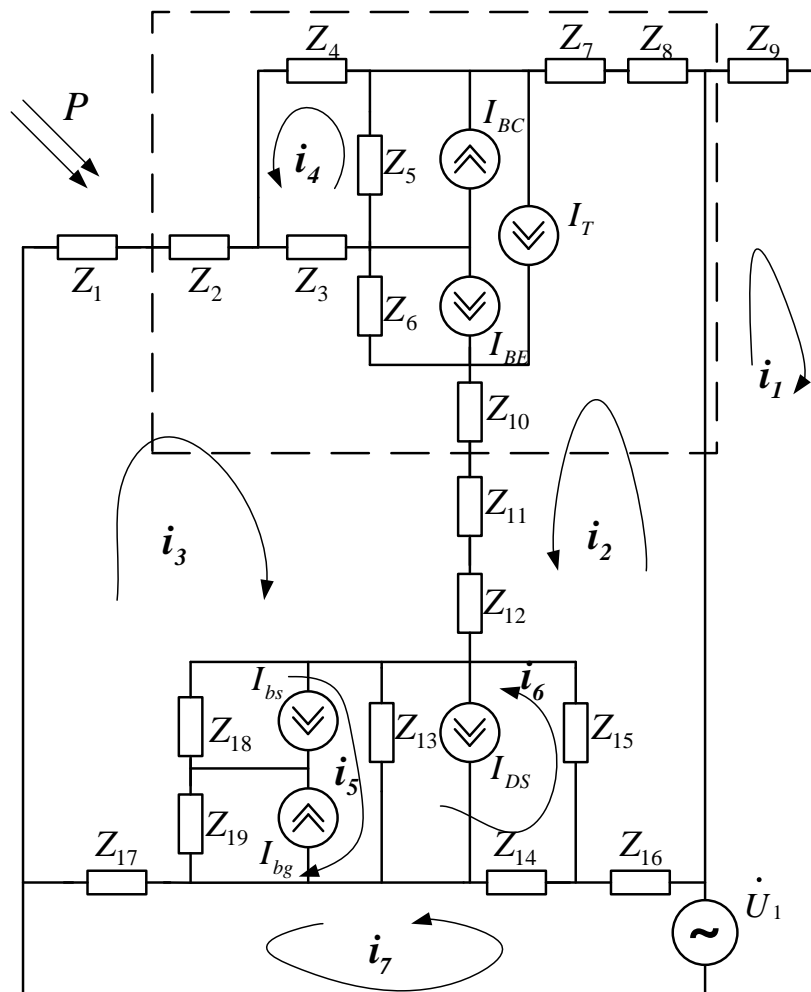 Z4 Z7 Z8 Z9
P
IBC
i4 Z5
IT
Z1 Z2 Z3 Z6
IBE
i1
Z10
Z11
i3 i2
Z12
Ibs i6
Z18 Z13 Z15
i5 IDS
Z19
Z17 Ibg Z14 Z16
U̇1
~
i7